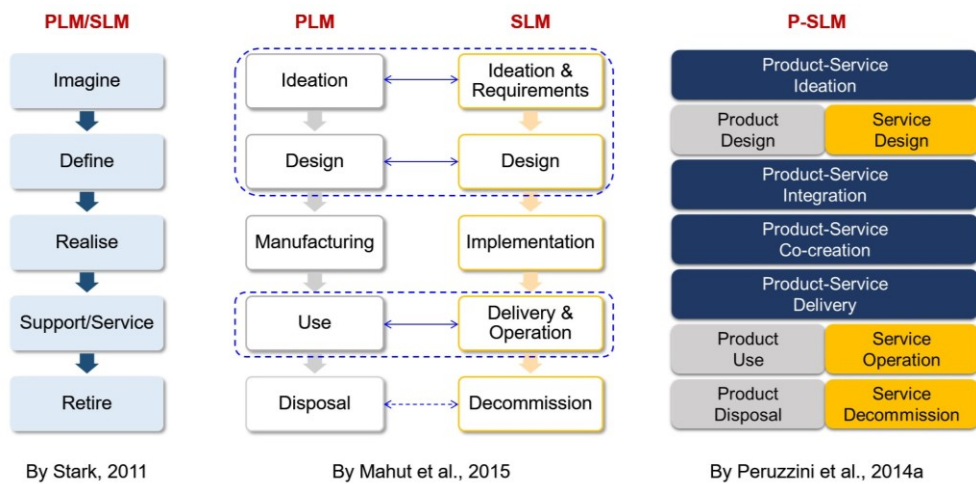 PLM/SLM
Imagine
Define
Realise
Support/Service
Retire
By Stark, 2011
PLM
SLM
Ideation
Ideation &
Requirements
Design
Design
Manufacturing
Implementation
Use
Delivery &
Operation
Disposal
Decommission
By Mahut et al., 2015
P-SLM
Product-Service
Ideation
Product
Design
Service
Design
Product-Service
Integration
Product-Service
Co-creation
Product-Service
Delivery
Product
Use
Service
Operation
Product
Disposal
Service
Decommission
By Peruzzini et al., 2014a